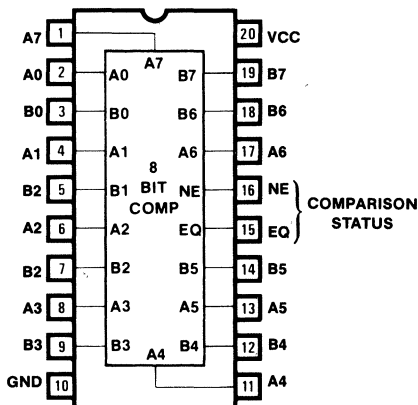 A7 1 20 VCC
A7
A0 2 A0 B7 19 B7
B0 3 B0 B6 18 B6
A1 4 A1 A6 17 A6
8
BIT
COMP
B2 5 B1 NE 16 NE
COMPARISON
STATUS
A2 6 A2 EQ 15 EQ
B2 7 B2 B5 14 B5
A3 8 A3 A5 13 A5
B3 9 B3 B4 12 B4
A4
GND 10 11 A4